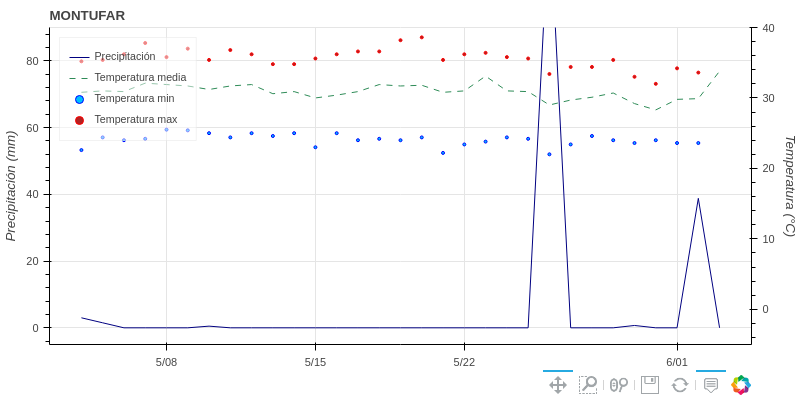 MONTUFAR
Precipitación
Temperatura media
Temperatura min
Temperatura max
Precipitación (mm)
80
60
40
20
0
40
30
20
10
0
Temperatura (°C)
5/08
5/15
5/22
6/01